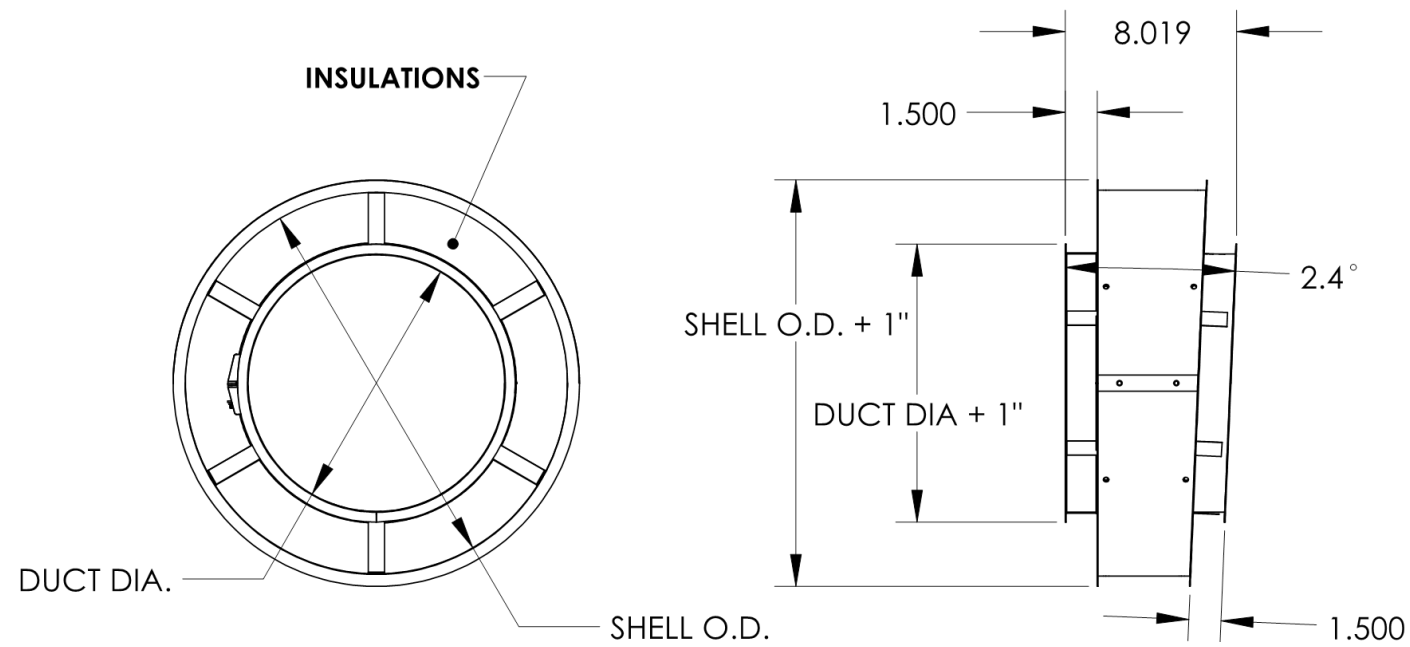 8.019
INSULATIONS
1.500
2.4°
SHELL O.D. + 1"
DUCT DIA + 1"
DUCT DIA.
SHELL O.D.
1.500